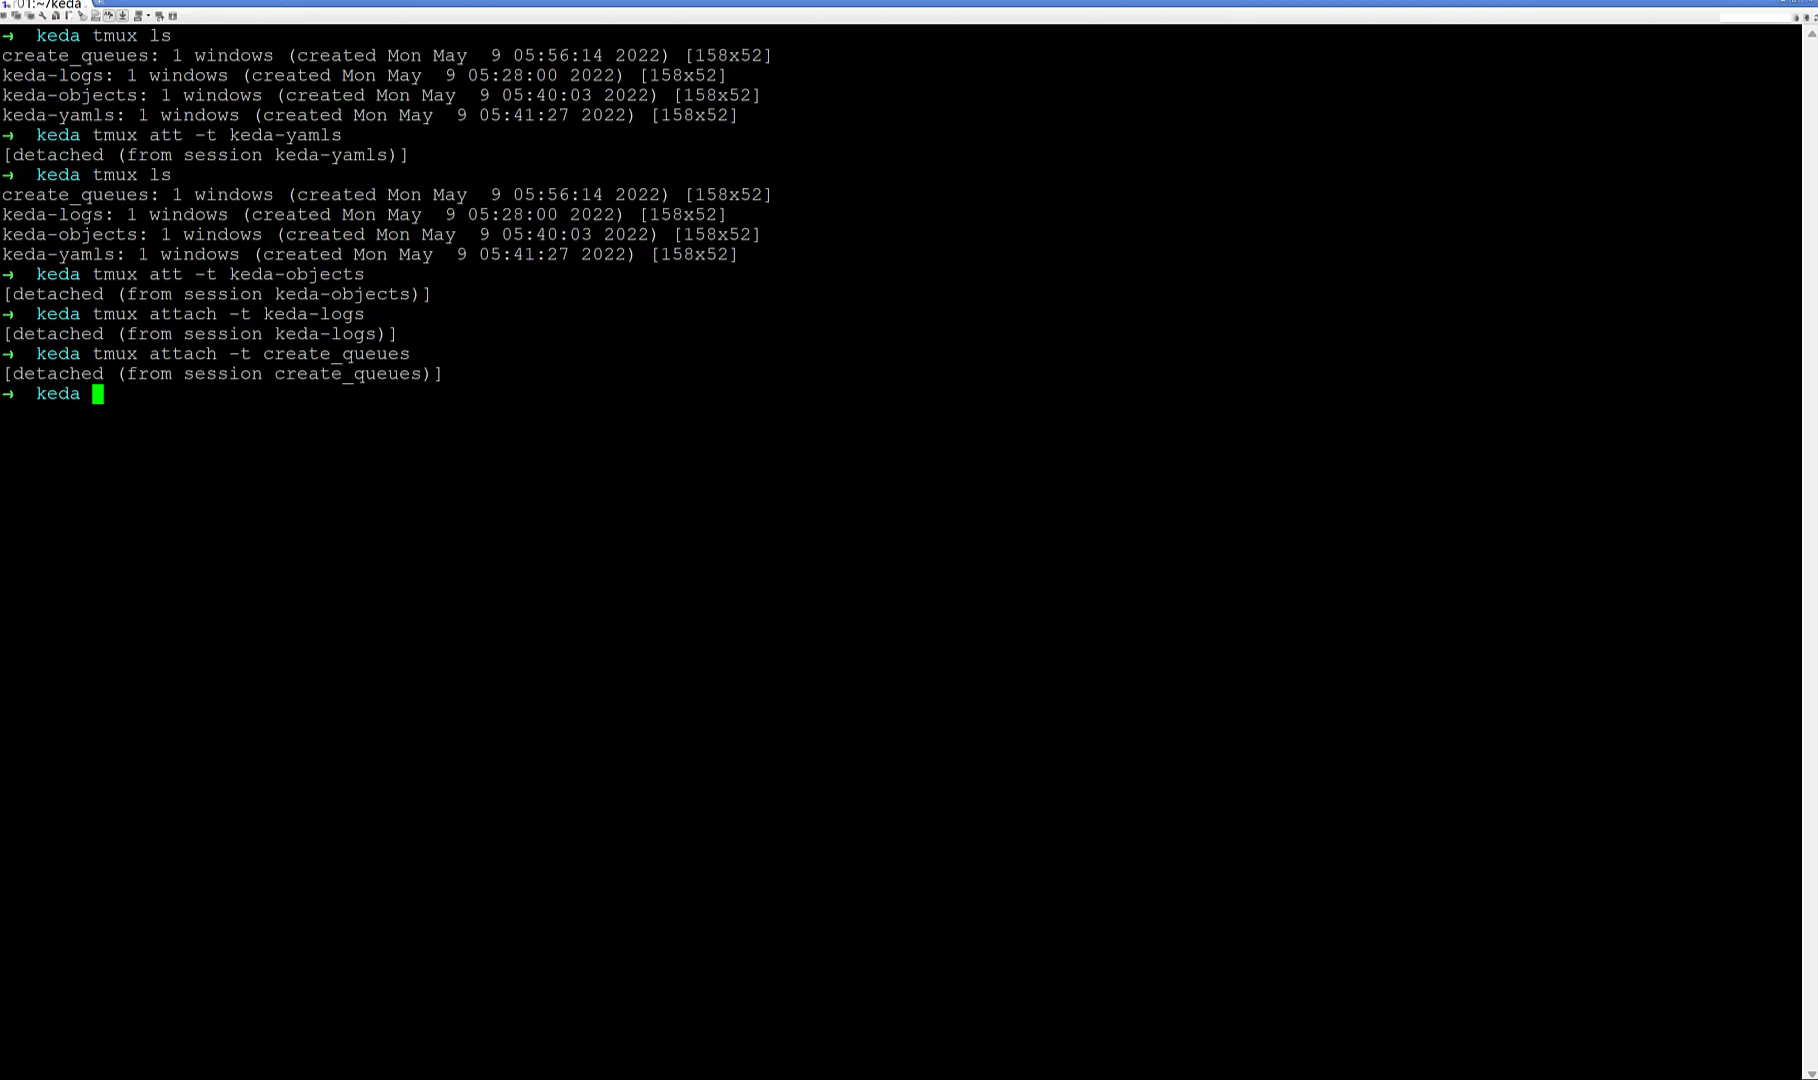 r01:~/keda
→ keda tmux ls
create_queues: 1 windows (created Mon May  9 05:56:14 2022) [158x52]
keda-logs: 1 windows (created Mon May  9 05:28:00 2022) [158x52]
keda-objects: 1 windows (created Mon May  9 05:40:03 2022) [158x52]
keda-yamls: 1 windows (created Mon May  9 05:41:27 2022) [158x52]
→ keda tmux att -t keda-yamls
[detached (from session keda-yamls)]
→ keda tmux ls
create_queues: 1 windows (created Mon May  9 05:56:14 2022) [158x52]
keda-logs: 1 windows (created Mon May  9 05:28:00 2022) [158x52]
keda-objects: 1 windows (created Mon May  9 05:40:03 2022) [158x52]
keda-yamls: 1 windows (created Mon May  9 05:41:27 2022) [158x52]
→ keda tmux att -t keda-objects
[detached (from session keda-objects)]
→ keda tmux attach -t keda-logs
[detached (from session keda-logs)]
→ keda tmux attach -t create_queues
[detached (from session create_queues)]
→ keda